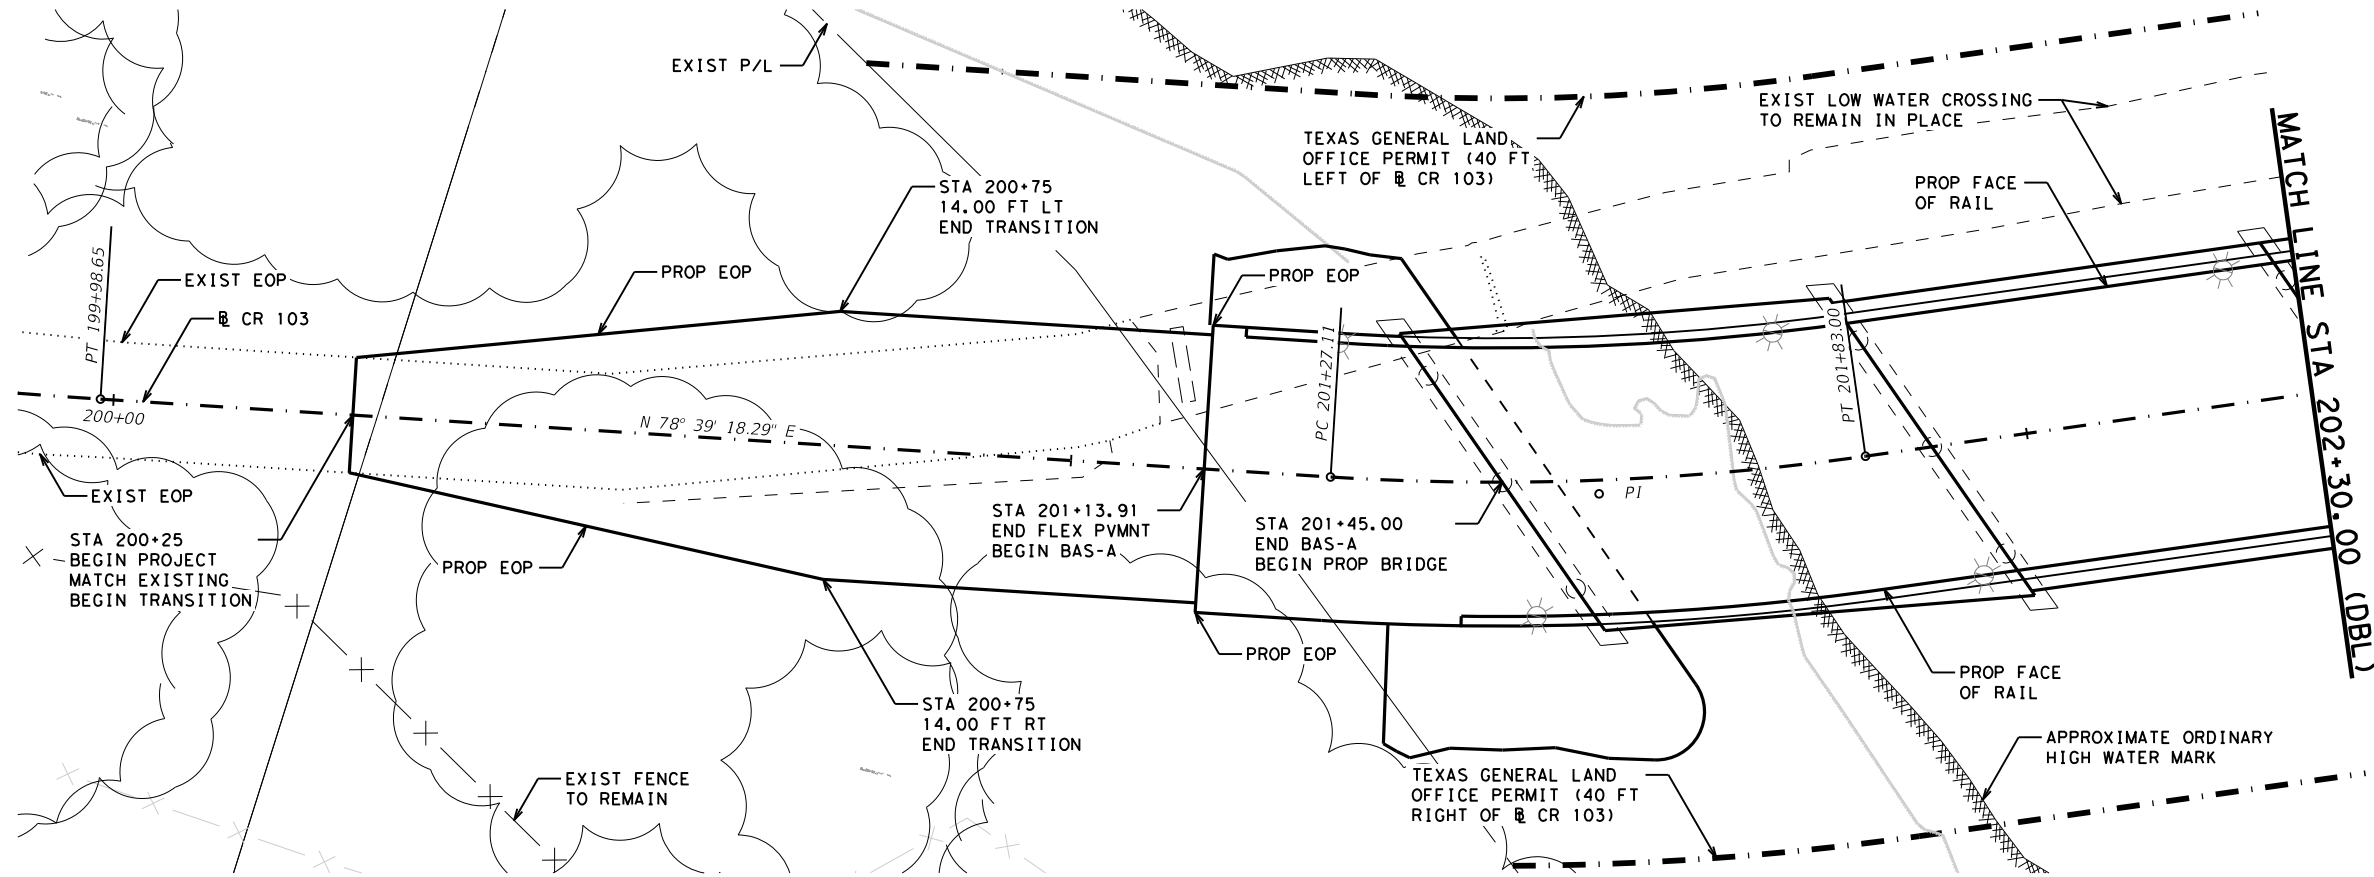 EXIST P/L
TEXAS GENERAL LAND
OFFICE PERMIT (40 FT
LEFT OF ℄ CR 103)
EXIST LOW WATER CROSSING
TO REMAIN IN PLACE
PROP FACE
OF RAIL
MATCH LINE STA 202+30.00 (DBL)
STA 200+75
14.00 FT LT
END TRANSITION
PT 199+98.65
EXIST EOP
PROP EOP
PROP EOP
BL CR 103
200+00
PC 201+27.11
PT 201+83.00
N 78° 39' 18.29" E
PI
EXIST EOP
STA 200+25
BEGIN PROJECT
MATCH EXISTING
BEGIN TRANSITION
PROP EOP
STA 201+13.91
END FLEX PVMNT
BEGIN BAS-A
STA 201+45.00
END BAS-A
BEGIN PROP BRIDGE
PROP EOP
STA 200+75
14.00 FT RT
END TRANSITION
PROP FACE
OF RAIL
APPROXIMATE ORDINARY
HIGH WATER MARK
EXIST FENCE
TO REMAIN
TEXAS GENERAL LAND
OFFICE PERMIT (40 FT
RIGHT OF BL CR 103)